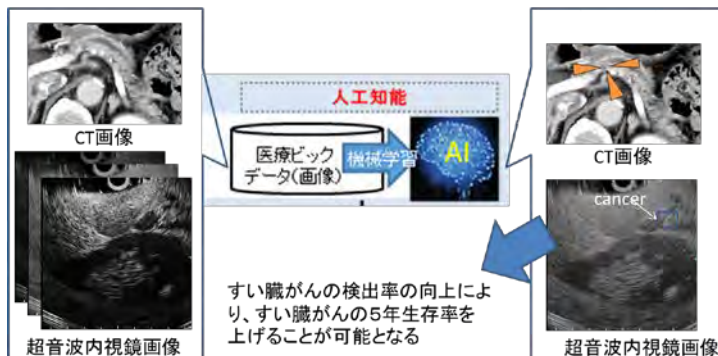 CT画像
超音波内視鏡画像
人工知能
医療ビック
データ(画像)
機械学習
AI
CT画像
cancer
超音波内視鏡画像
すい臓がんの検出率の向上によ
り、すい臓がんの5年生存率を
上げることが可能となる